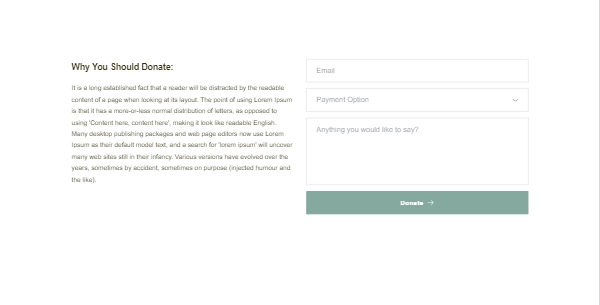 Why You Should Donate:
It is a long established fact that a reader will be distracted by the readable
content of a page when looking at its layout. The point of using Lorem Ipsum
is that it has a more-or-less normal distribution of letters, as opposed to
using 'Content here, content here', making it look like readable English.
Many desktop publishing packages and web page editors now use Lorem
Ipsum as their default model text, and a search for 'lorem ipsum' will uncover
many web sites still in their infancy. Various versions have evolved over the
years, sometimes by accident, sometimes on purpose (injected humour and
the like).
Email
Payment Option
Anything you would like to say?
Donate →